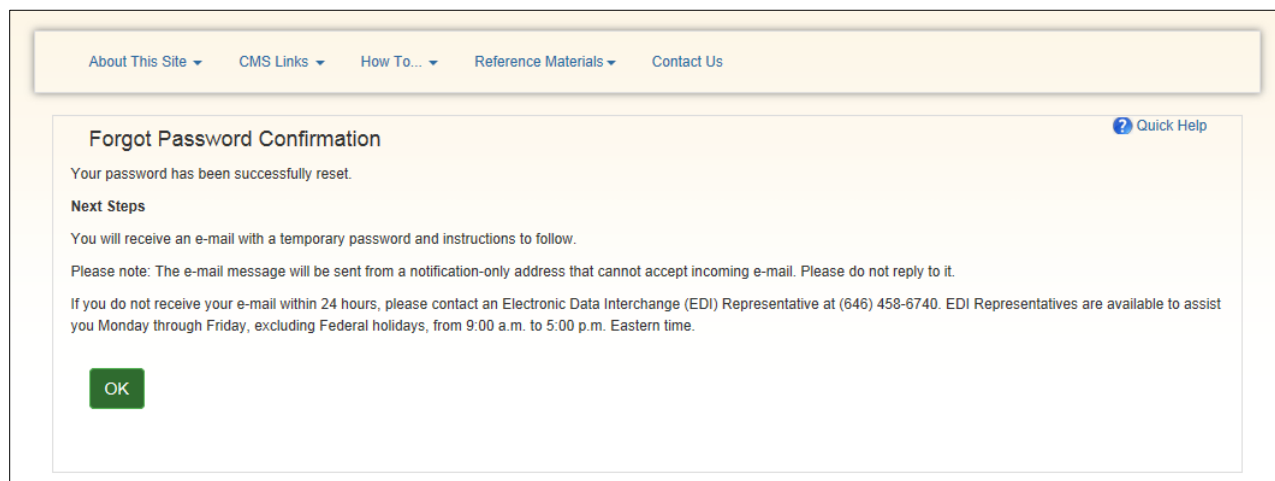 About This Site CMS Links How To... Reference Materials Contact Us
Quick Help
Forgot Password Confirmation
Your password has been successfully reset.
Next Steps
You will receive an e-mail with a temporary password and instructions to follow.
Please note: The e-mail message will be sent from a notification-only address that cannot accept incoming e-mail. Please do not reply to it.
If you do not receive your e-mail within 24 hours, please contact an Electronic Data Interchange (EDI) Representative at (646) 458-6740. EDI Representatives are available to assist
you Monday through Friday, excluding Federal holidays, from 9:00 a.m. to 5:00 p.m. Eastern time.
OK